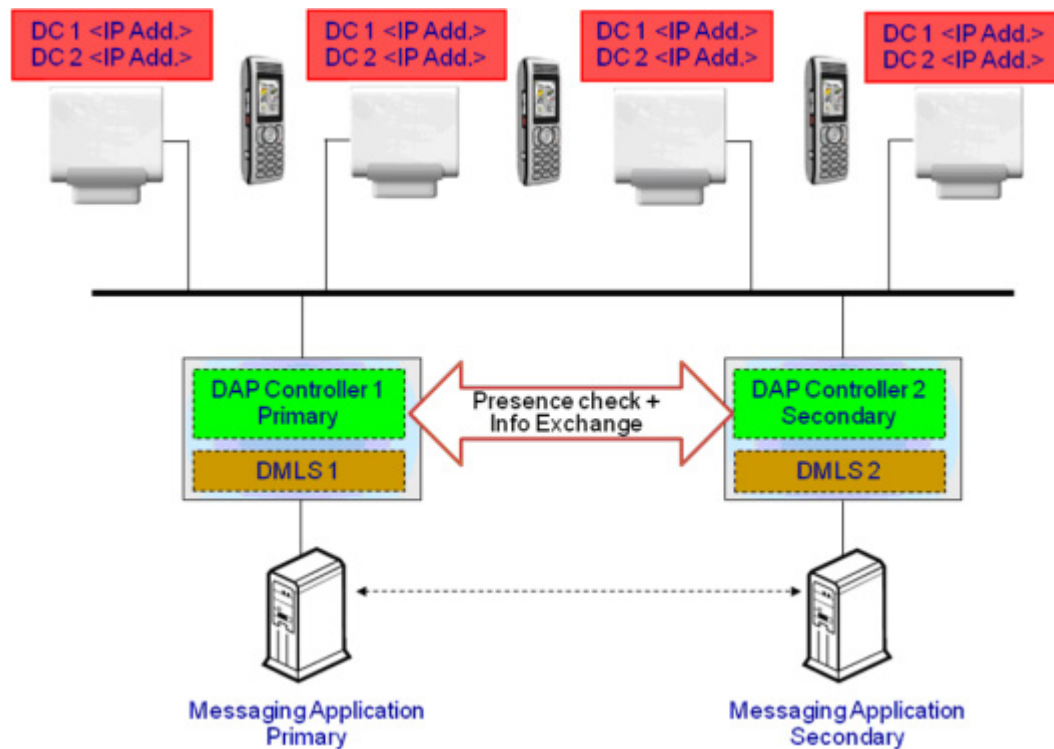 DC 1 <IP Add.>
DC 2 <IP Add.>
DC 1 <IP Add.>
DC 2 <IP Add.>
DC 1 <IP Add.>
DC 2 <IP Add.>
DC 1 <IP Add.>
DC 2 <IP Add.>
DAP Controller 1
Primary
DMLS 1
Presence check +
Info Exchange
DAP Controller 2
Secondary
DMLS 2
Messaging Application
Primary
Messaging Application
Secondary